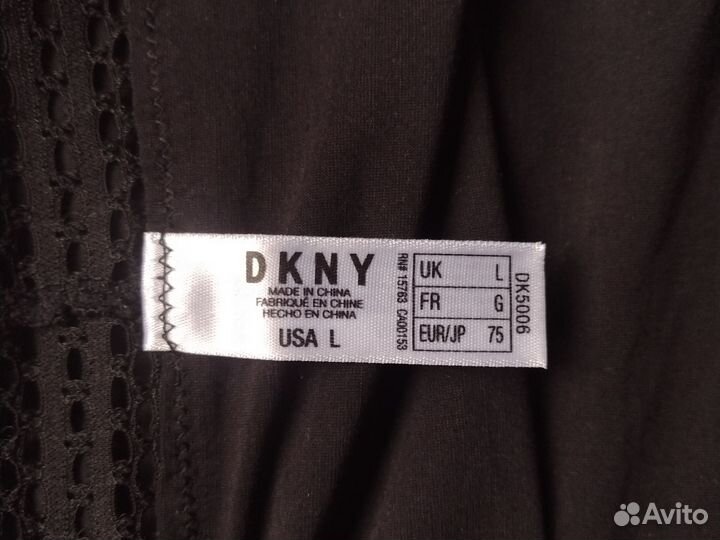 DKNY
MADE IN CHINA
FABRIQUÉ EN CHINE
HECHO EN CHINA
USA L
RN# 15763 CA00153
UK L
FR G
EUR/JP 75
DK5006
Avito